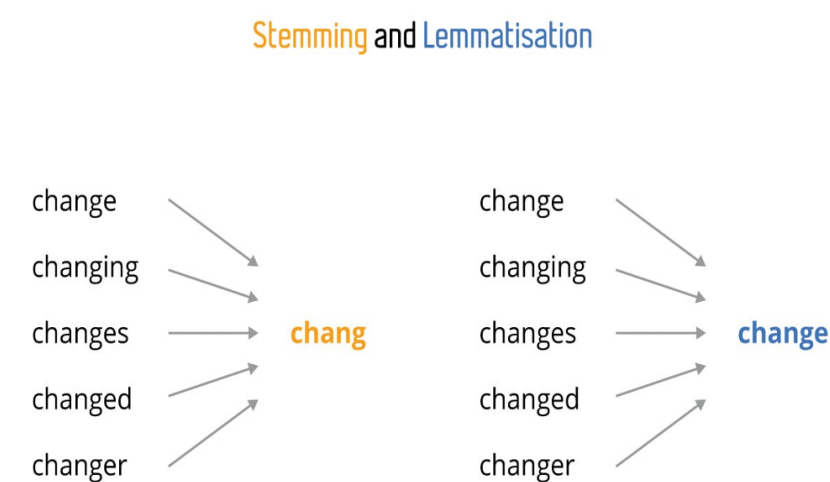 Stemming and Lemmatisation
change
changing
changes
changed
changer
chang
change
changing
changes
changed
changer
change